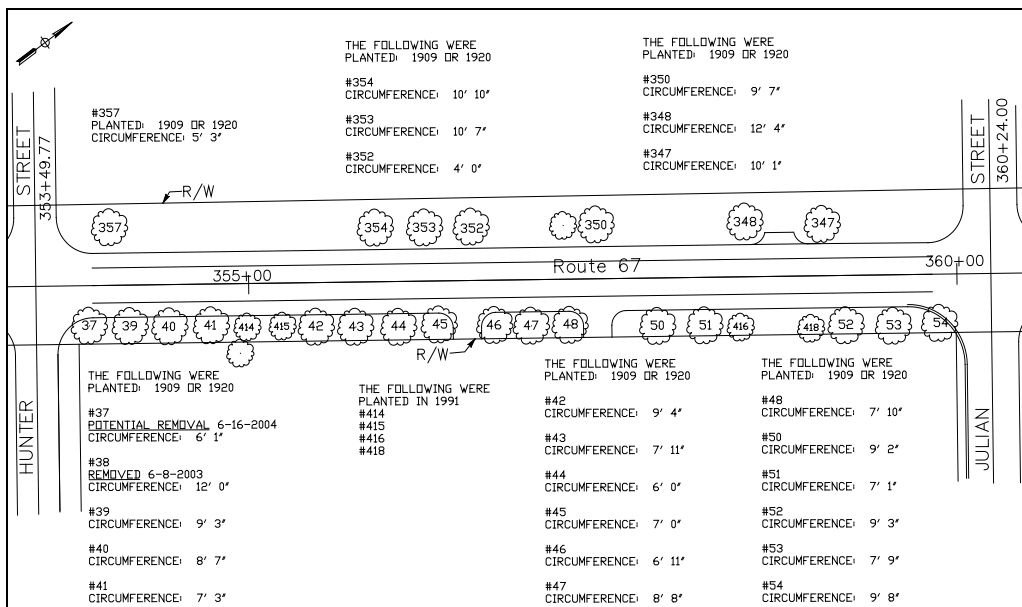 THE FOLLOWING WERE
PLANTED: 1909 OR 1920
#354
CIRCUMFERENCE: 10' 10"
#353
CIRCUMFERENCE: 10' 7"
#352
CIRCUMFERENCE: 4' 0"
THE FOLLOWING WERE
PLANTED: 1909 OR 1920
#350
CIRCUMFERENCE: 9' 7"
#348
CIRCUMFERENCE: 12' 4"
#347
CIRCUMFERENCE: 10' 1"
#357
PLANTED: 1909 OR 1920
CIRCUMFERENCE: 5' 3"
STREET
353+49.77
STREET
360+24.00
R/W
357
354
353
352
350
348
347
355+00
Route 67
360+00
37
39
40
41
414
415
42
43
44
45
46
47
48
50
51
416
418
52
53
54
R/W
HUNTER
JULIAN
THE FOLLOWING WERE
PLANTED: 1909 OR 1920
#37
POTENTIAL REMOVAL 6-16-2004
CIRCUMFERENCE: 6' 1"
#38
REMOVED 6-8-2003
CIRCUMFERENCE: 12' 0"
#39
CIRCUMFERENCE: 9' 3"
#40
CIRCUMFERENCE: 8' 7"
#41
CIRCUMFERENCE: 7' 3"
THE FOLLOWING WERE
PLANTED IN 1991
#414
#415
#416
#418
THE FOLLOWING WERE
PLANTED: 1909 OR 1920
#42
CIRCUMFERENCE: 9' 4"
#43
CIRCUMFERENCE: 7' 11"
#44
CIRCUMFERENCE: 6' 0"
#45
CIRCUMFERENCE: 7' 0"
#46
CIRCUMFERENCE: 6' 11"
#47
CIRCUMFERENCE: 8' 8"
THE FOLLOWING WERE
PLANTED: 1909 OR 1920
#48
CIRCUMFERENCE: 7' 10"
#50
CIRCUMFERENCE: 9' 2"
#51
CIRCUMFERENCE: 7' 1"
#52
CIRCUMFERENCE: 9' 3"
#53
CIRCUMFERENCE: 7' 9"
#54
CIRCUMFERENCE: 9' 8"